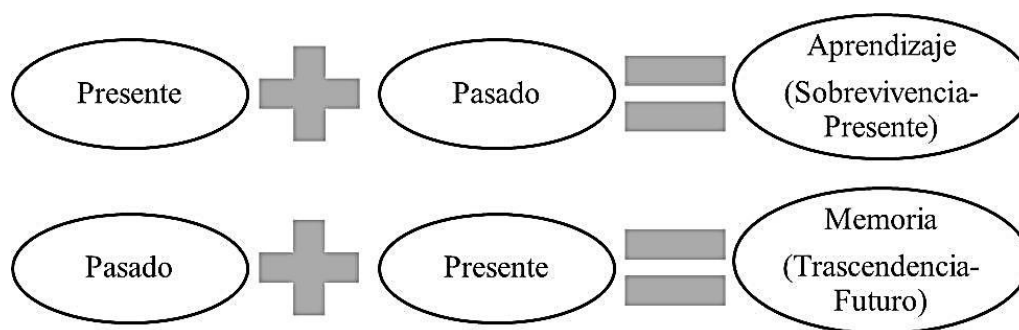 Presente
Pasado
Aprendizaje
(Sobrevivencia-
Presente)
Pasado
Presente
Memoria
(Trascendencia-
Futuro)